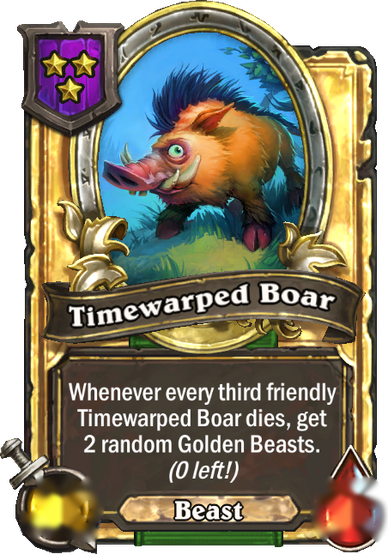 Timewarped Boar
Whenever every third friendly
Timewarped Boar dies, get
2 random Golden Beasts.
(0 left!)
Beast